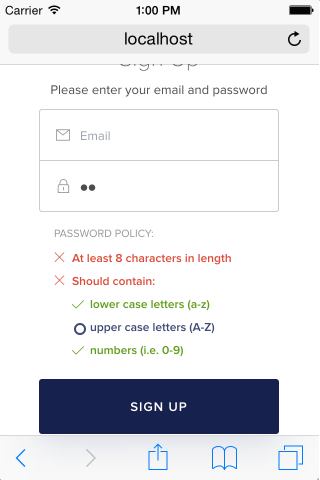 Carrier 1:00 PM
localhost
Sign Up
Please enter your email and password
Email
PASSWORD POLICY:
At least 8 characters in length
Should contain:
lower case letters (a-z)
upper case letters (A-Z)
numbers (i.e. 0-9)
SIGN UP